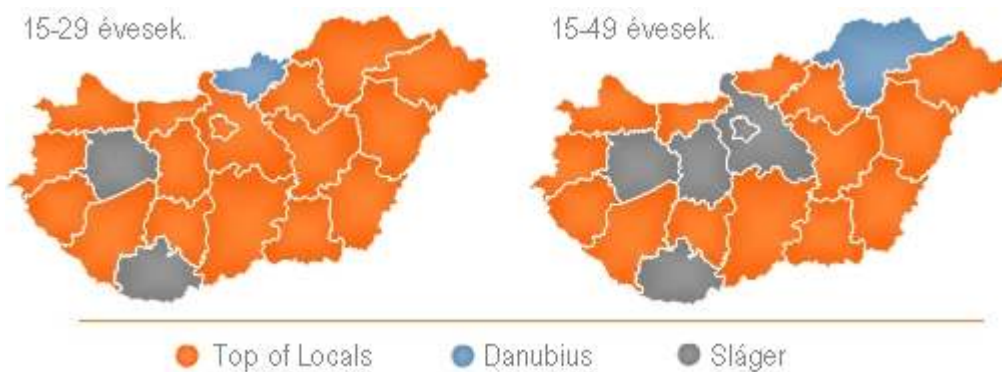 15-29 évesek.
15-49 évesek.
Top of Locals
Danubius
Sláger